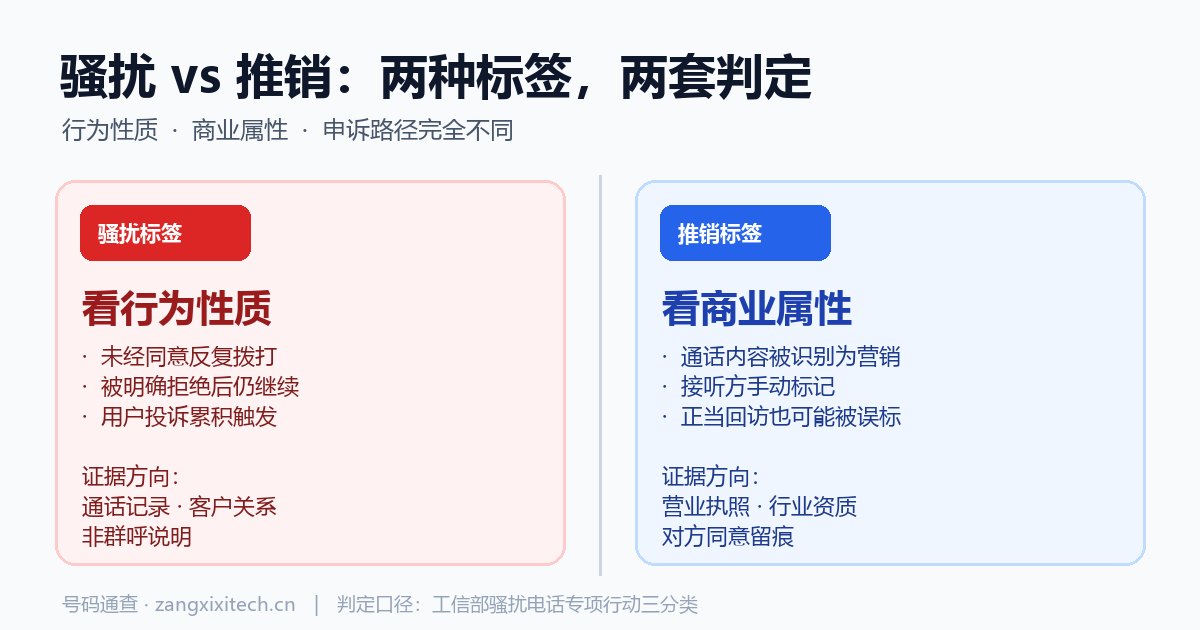 骚扰 vs 推销：两种标签，两套判定
行为性质 · 商业属性 · 申诉路径完全不同
骚扰标签
看行为性质
· 未经同意反复拨打
· 被明确拒绝后仍继续
· 用户投诉累积触发
证据方向：
通话记录 · 客户关系
非群呼说明
推销标签
看商业属性
· 通话内容被识别为营销
· 接听方手动标记
· 正当回访也可能被误标
证据方向：
营业执照 · 行业资质
对方同意留痕
号码通查 · zangxixitech.cn | 判定口径：工信部骚扰电话专项行动三分类